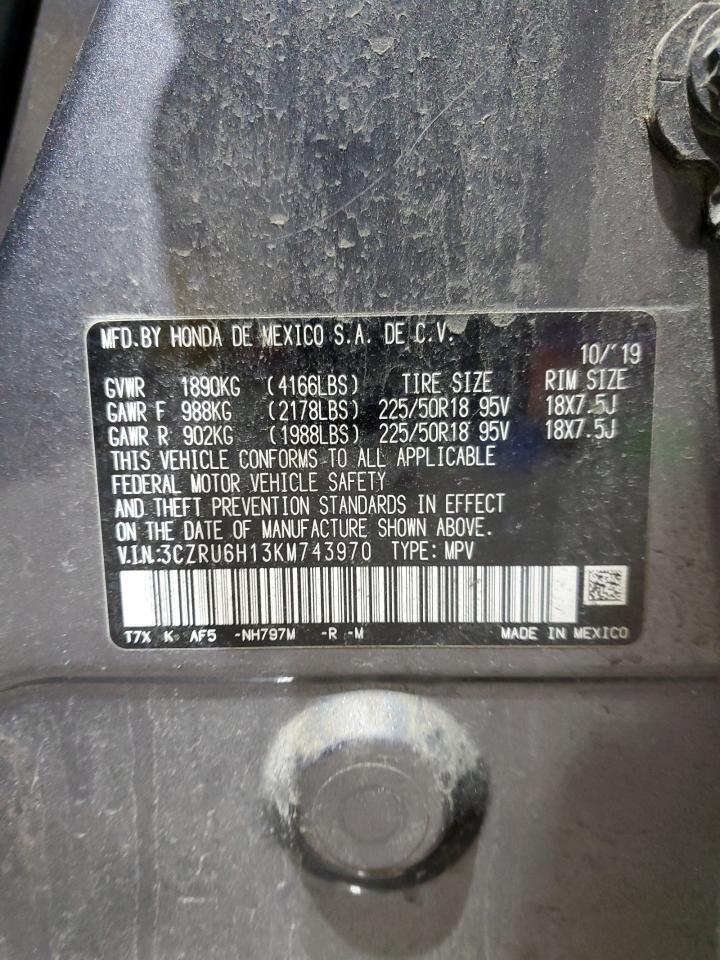 MFD. BY HONDA DE MEXICO S.A. DE C.V.
10/'19
GVWR 1890KG (4166LBS) TIRE SIZE RIM SIZE
GAWR F 988KG (2178LBS) 225/50R18 95V 18X7.5J
GAWR R 902KG (1988LBS) 225/50R18 95V 18X7.5J
THIS VEHICLE CONFORMS TO ALL APPLICABLE
FEDERAL MOTOR VEHICLE SAFETY
AND THEFT PREVENTION STANDARDS IN EFFECT
ON THE DATE OF MANUFACTURE SHOWN ABOVE.
V.I.N.:3CZRU6H13KM743970 TYPE: MPV
T7X K AF5 -NH797M -R -M MADE IN MEXICO